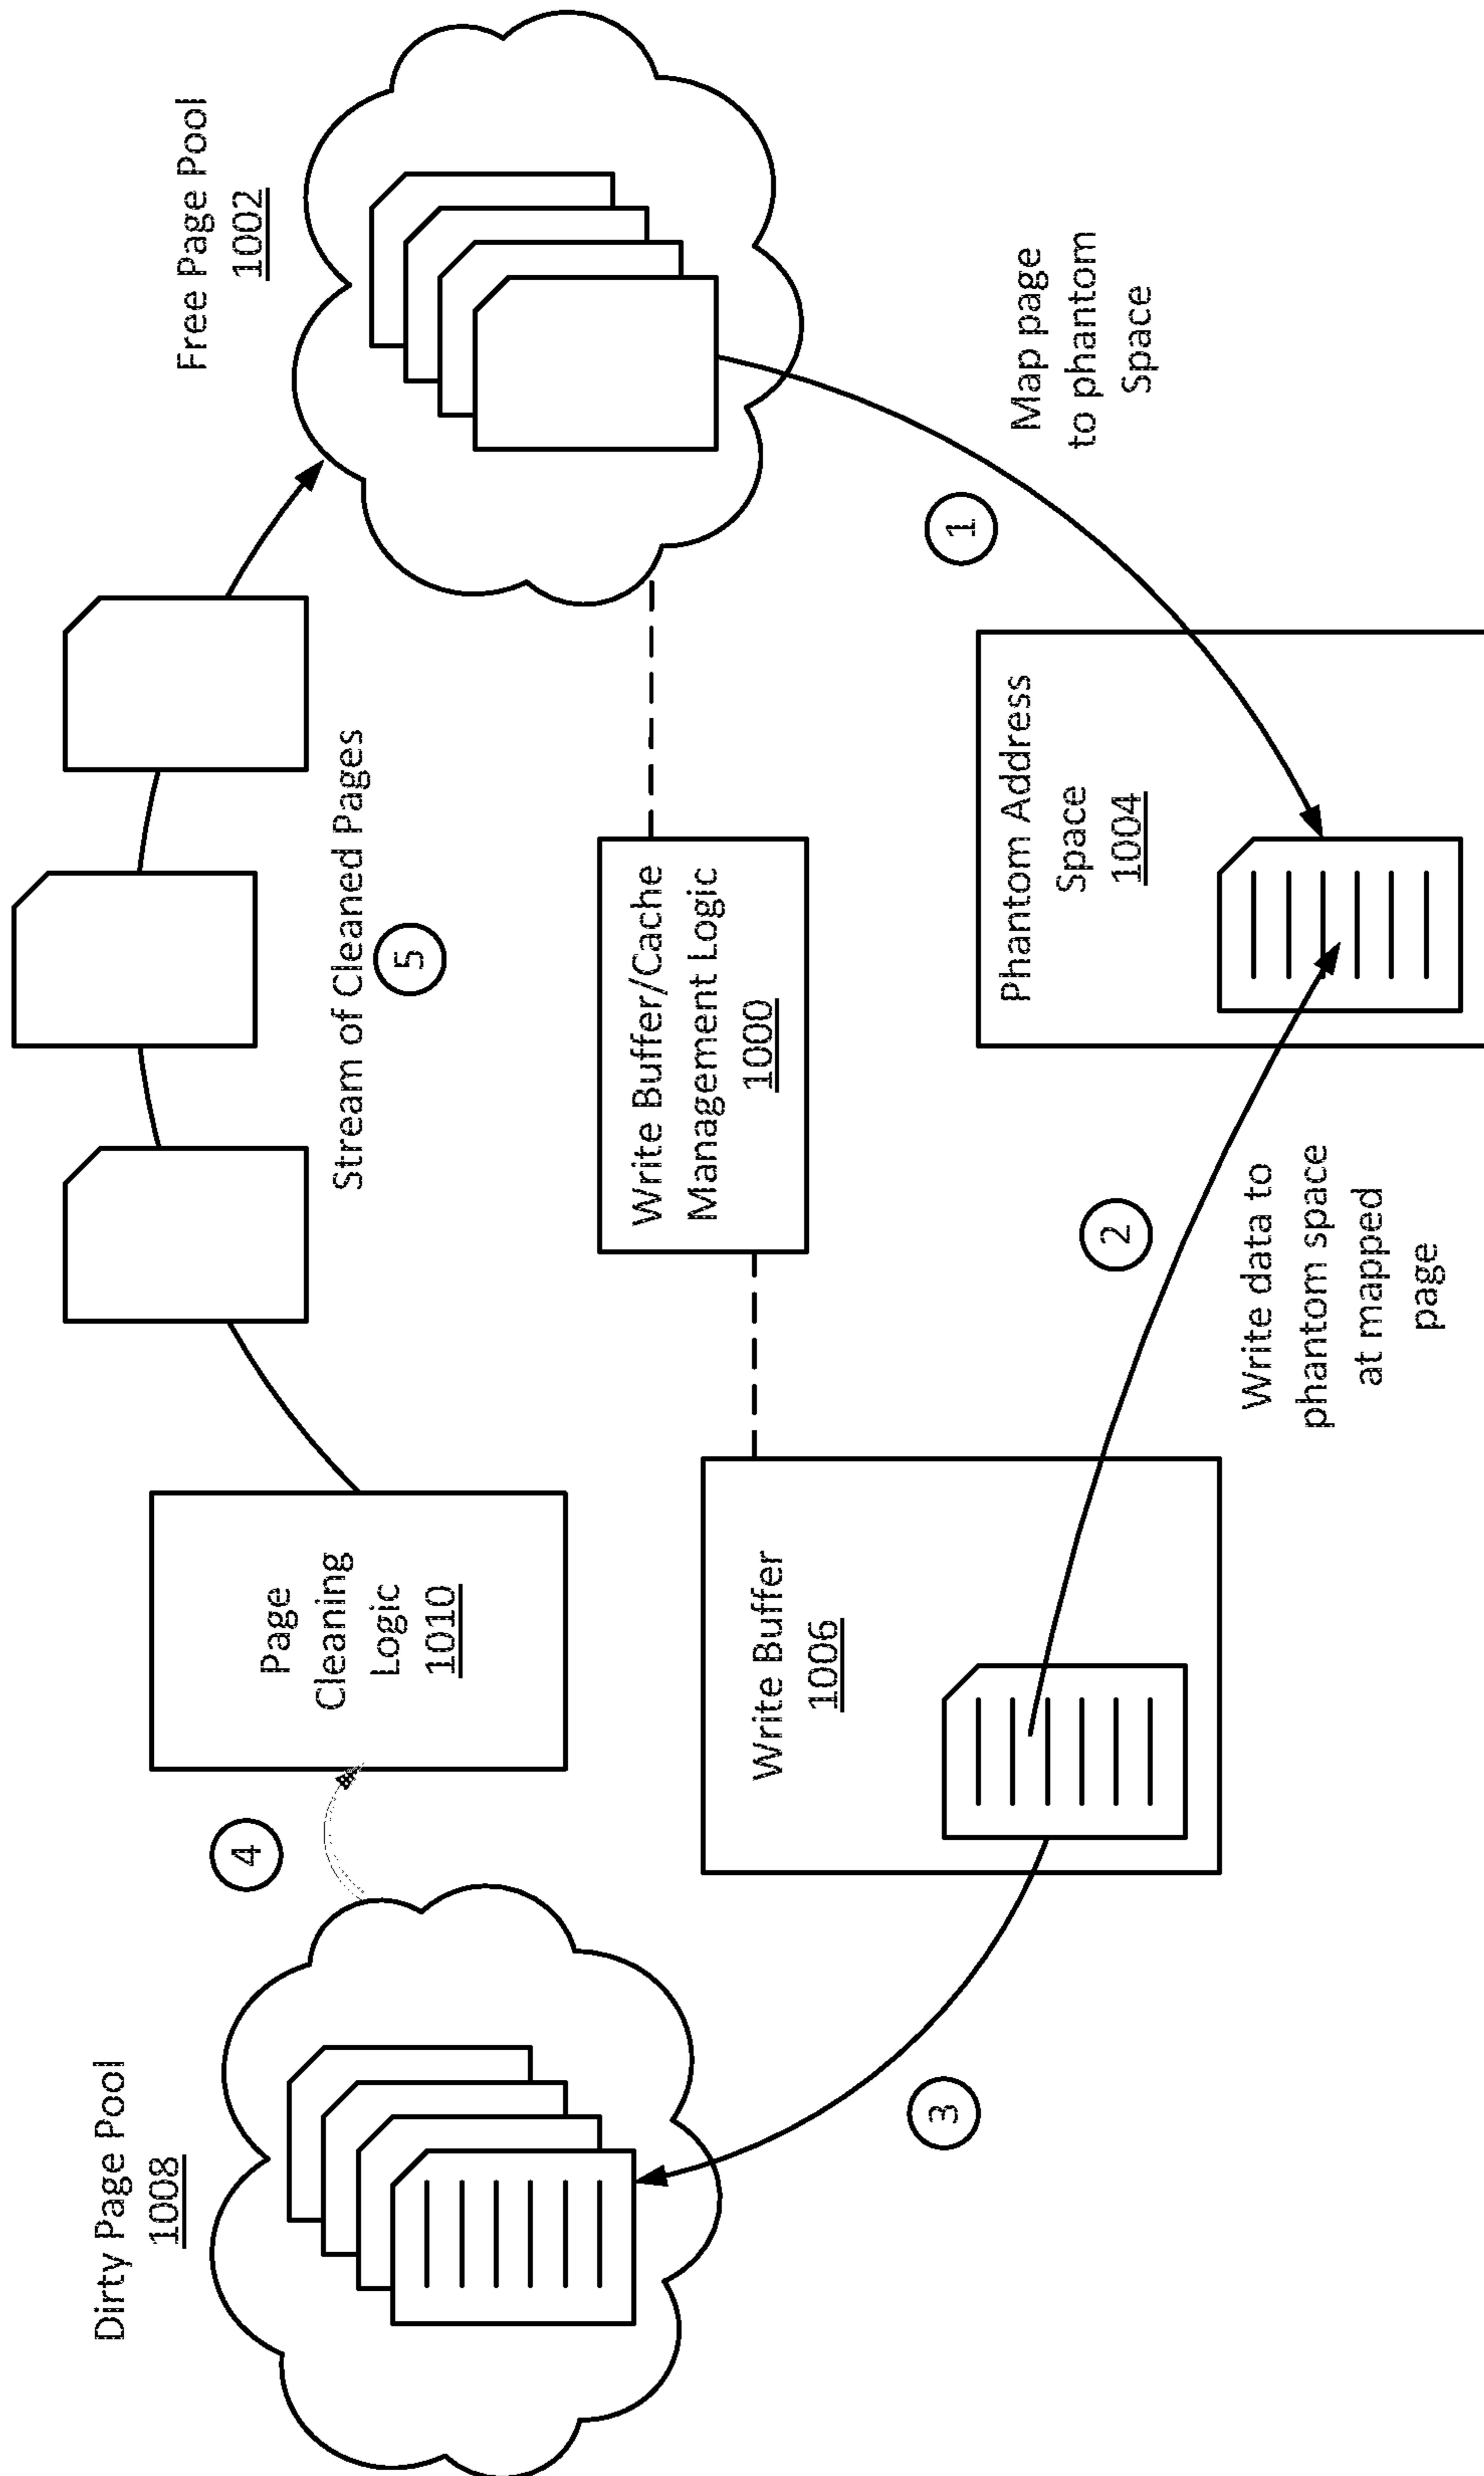 Dirty Page Pool
1008
4
Page
Cleaning
Logic
1010
Stream of Cleaned Pages
5
Free Page Pool
1002
Write Buffer/Cache
Management Logic
1000
Write Buffer
1006
3
2
Write data to
phantom space
at mapped
page
Phantom Address
Space
1004
1
Map page
to phantom
Space